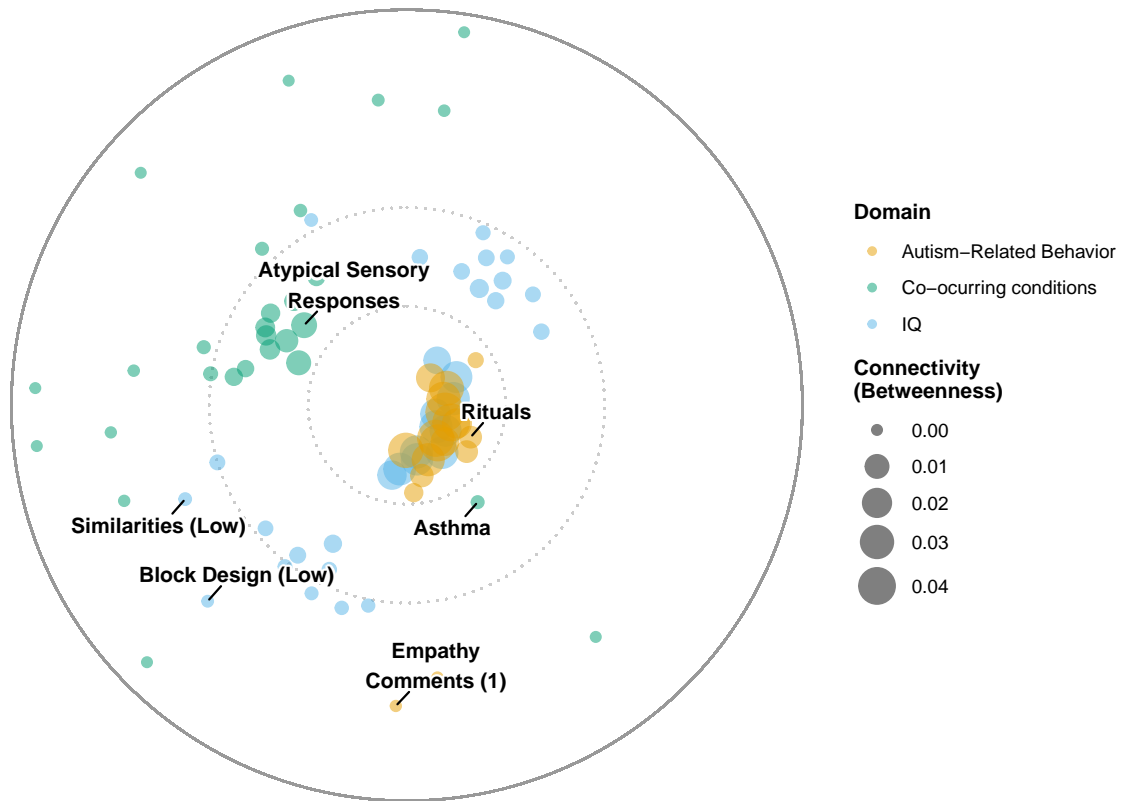 Atypical Sensory
Responses
Rituals
Asthma
Similarities (Low)
Block Design (Low)
Empathy
Comments (1)
Domain
Autism−Related Behavior
Co−ocurring conditions
IQ
Connectivity
(Betweenness)
0.00
0.01
0.02
0.03
0.04